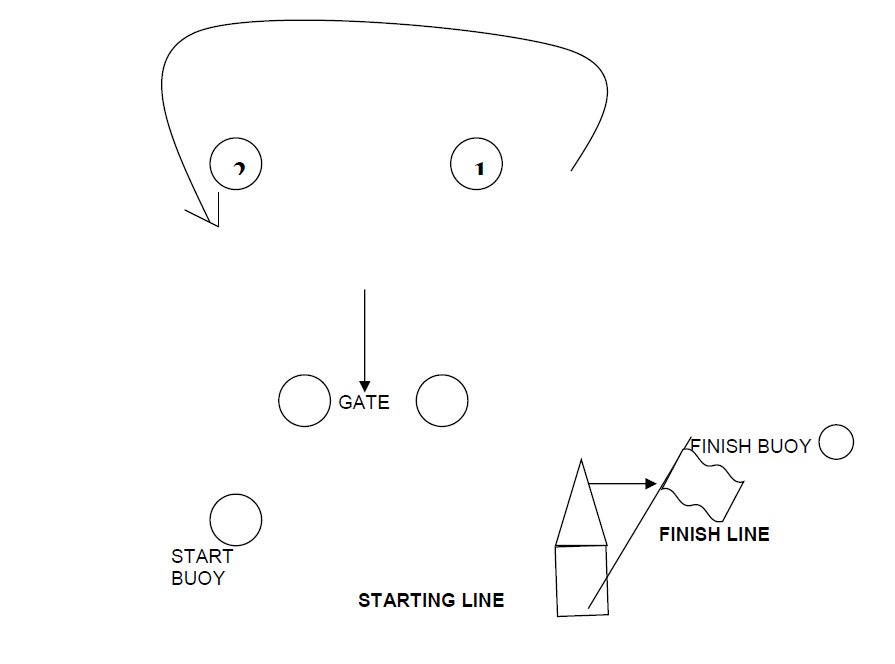 2 1
GATE
FINISH BUOY
FINISH LINE
START
BUOY
STARTING LINE